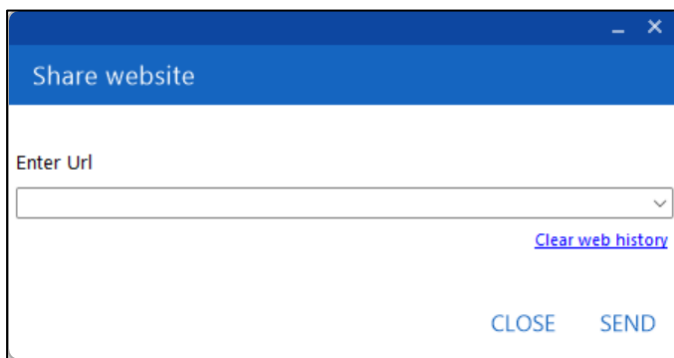 Share website
Enter Url
Clear web history
CLOSE SEND